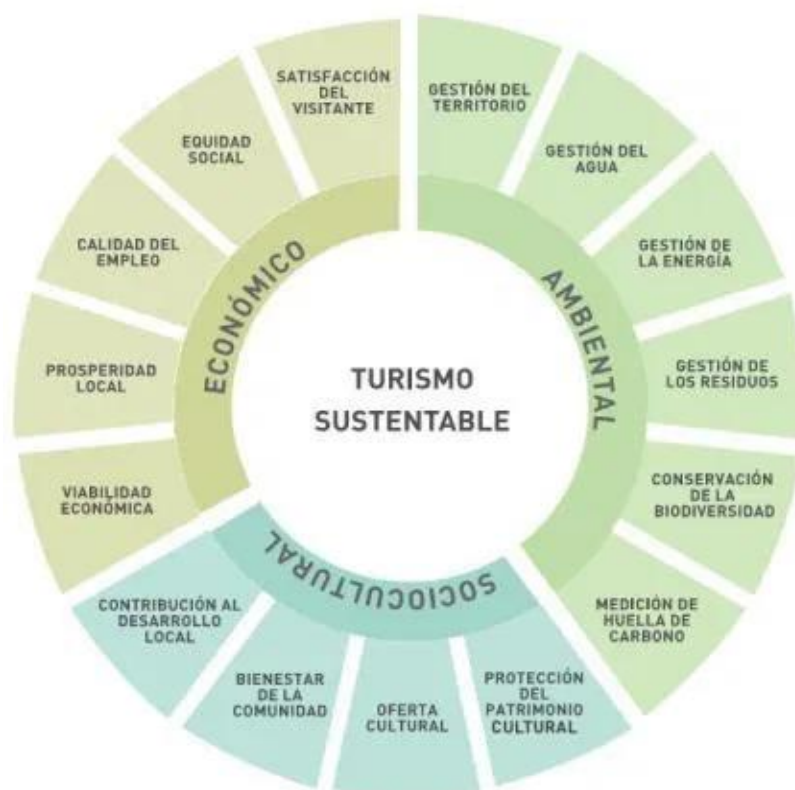 TURISMO
SUSTENTABLE
AMBIENTAL
GESTIÓN DEL
TERRITORIO
GESTIÓN DEL
AGUA
GESTIÓN DE
LA ENERGÍA
GESTIÓN DE
LOS RESIDUOS
CONSERVACIÓN
DE LA
BIODIVERSIDAD
MEDICIÓN DE
HUELLA DE
CARBONO
SOCIOCULTURAL
PROTECCIÓN
DEL
PATRIMONIO
CULTURAL
OFERTA
CULTURAL
BIENESTAR
DE LA
COMUNIDAD
CONTRIBUCIÓN AL
DESARROLLO
LOCAL
ECONÓMICO
VIABILIDAD
ECONÓMICA
PROSPERIDAD
LOCAL
CALIDAD DEL
EMPLEO
EQUIDAD
SOCIAL
SATISFACCIÓN
DEL
VISITANTE